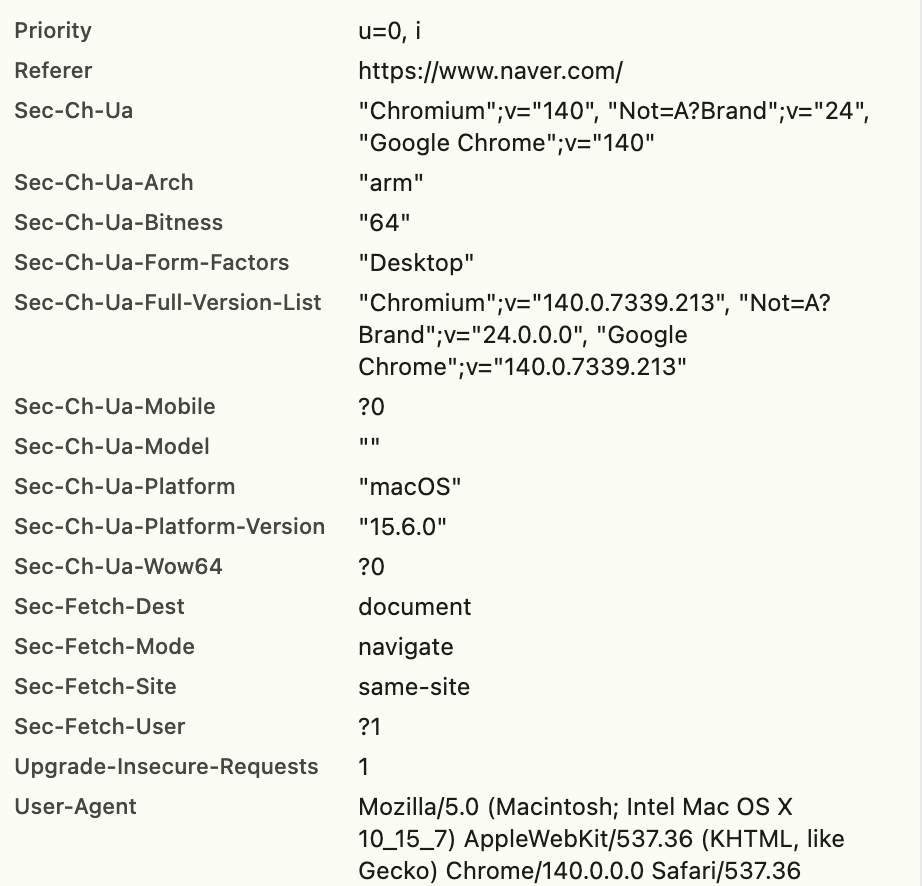 Priority u=0, i
Referer https://www.naver.com/
Sec-Ch-Ua "Chromium";v="140", "Not=A?Brand";v="24",
"Google Chrome";v="140"
Sec-Ch-Ua-Arch "arm"
Sec-Ch-Ua-Bitness "64"
Sec-Ch-Ua-Form-Factors "Desktop"
Sec-Ch-Ua-Full-Version-List "Chromium";v="140.0.7339.213", "Not=A?
Brand";v="24.0.0.0", "Google
Chrome";v="140.0.7339.213"
Sec-Ch-Ua-Mobile ?0
Sec-Ch-Ua-Model ""
Sec-Ch-Ua-Platform "macOS"
Sec-Ch-Ua-Platform-Version "15.6.0"
Sec-Ch-Ua-Wow64 ?0
Sec-Fetch-Dest document
Sec-Fetch-Mode navigate
Sec-Fetch-Site same-site
Sec-Fetch-User ?1
Upgrade-Insecure-Requests 1
User-Agent Mozilla/5.0 (Macintosh; Intel Mac OS X
10_15_7) AppleWebKit/537.36 (KHTML, like
Gecko) Chrome/140.0.0.0 Safari/537.36